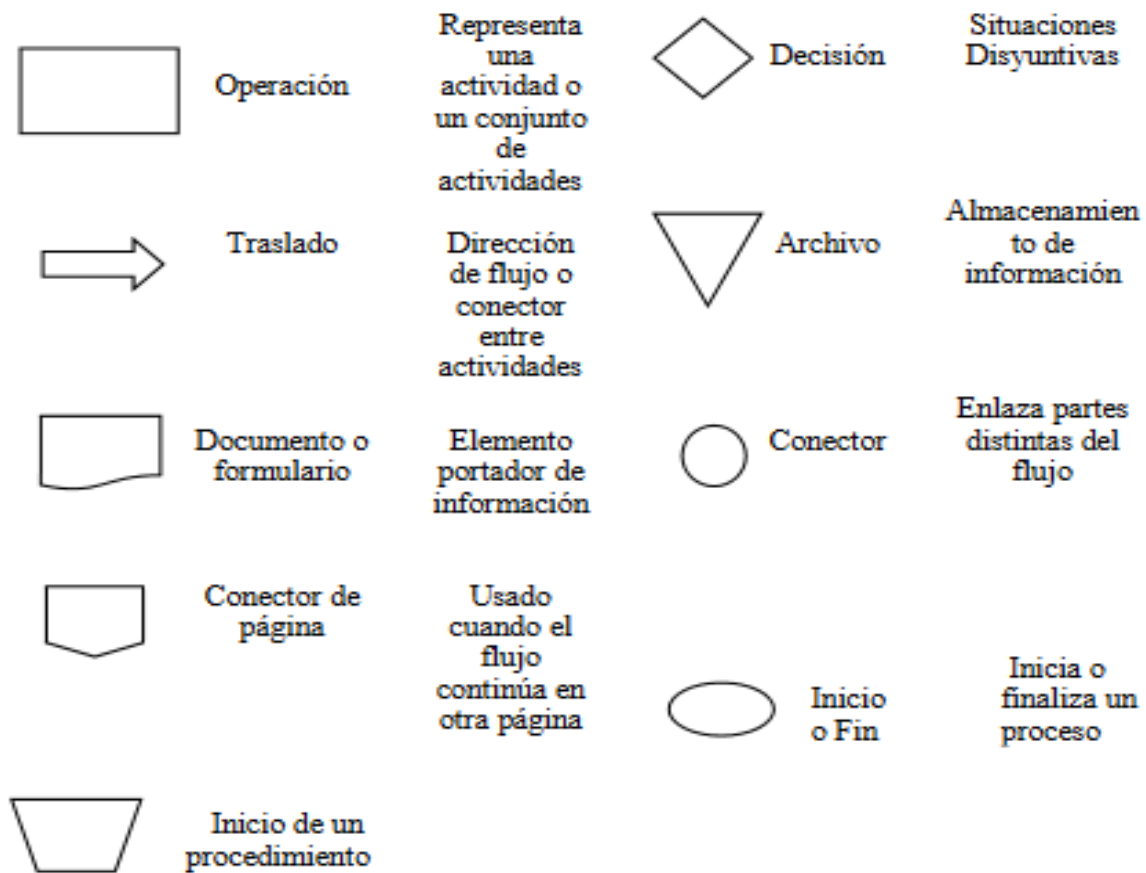 Operación
Representa
una
actividad o
un conjunto
de
actividades
Decisión
Situaciones
Disyuntivas
Traslado
Dirección
de flujo o
conector
entre
actividades
Archivo
Almacenamien
to de
información
Documento o
formulario
Elemento
portador de
información
Conector
Enlaza partes
distintas del
flujo
Conector de
página
Usado
cuando el
flujo
continúa en
otra página
Inicio
o Fin
Inicia o
finaliza un
proceso
Inicio de un
procedimiento